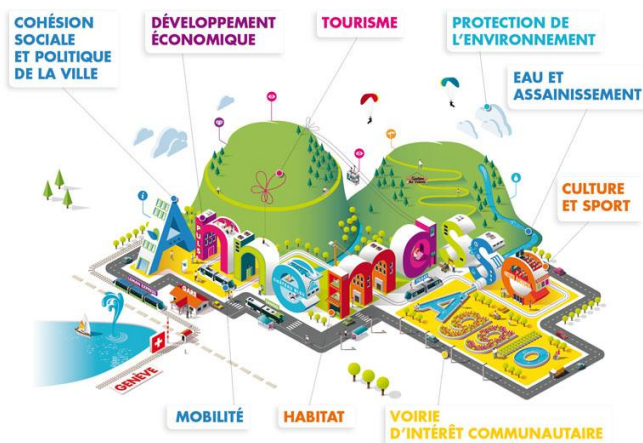 COHÉSION
SOCIALE
ET POLITIQUE
DE LA VILLE
DÉVELOPPEMENT
ÉCONOMIQUE
TOURISME
PROTECTION DE
L'ENVIRONNEMENT
EAU ET
ASSAINISSEMENT
CULTURE
ET SPORT
Annemasse
Agglo
GARE
GENÈVE
MOBILITÉ
HABITAT
VOIRIE
D'INTÉRÊT COMMUNAUTAIRE